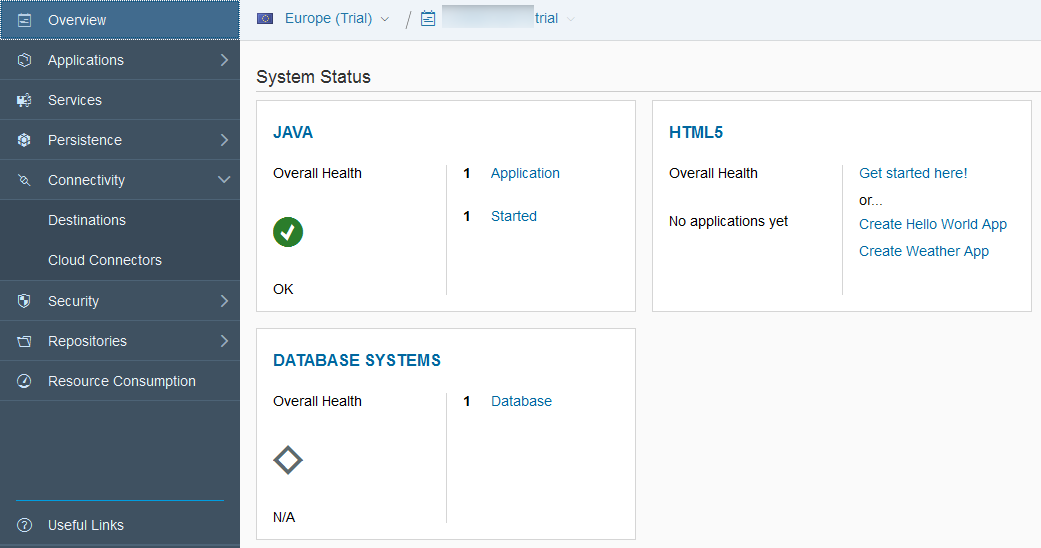 Overview
Applications
Services
Persistence
Connectivity
Destinations
Cloud Connectors
Security
Repositories
Resource Consumption
Useful Links
Europe (Trial) / trial
System Status
JAVA
Overall Health
OK
1 Application
1 Started
HTML5
Overall Health
No applications yet
Get started here!
or...
Create Hello World App
Create Weather App
DATABASE SYSTEMS
Overall Health
N/A
1 Database